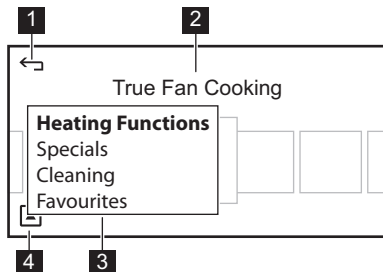 1
2
True Fan Cooking
Heating Functions
Specials
Cleaning
Favourites
4
3